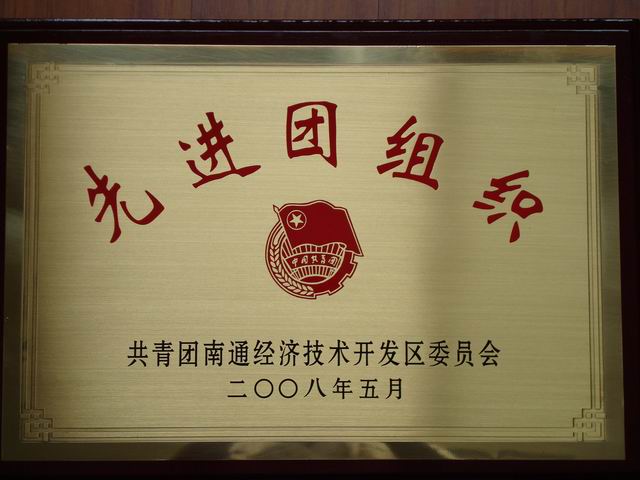 先进团组织
中国共青团
共青团南通经济技术开发区委员会
二〇〇八年五月